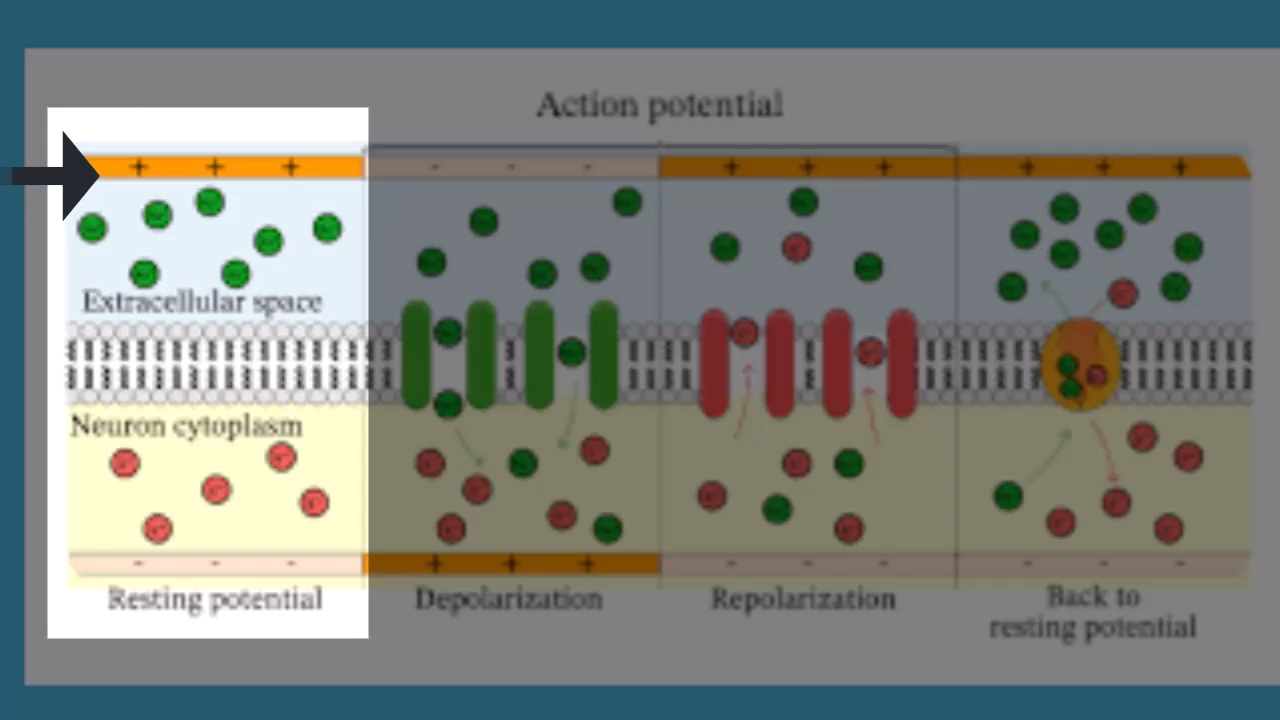 Action potential
+ + + - - - + + + + + +
Extracellular space
Neuron cytoplasm
- - - + + + - - - - - -
Resting potential Depolarization Repolarization Back to
resting potential